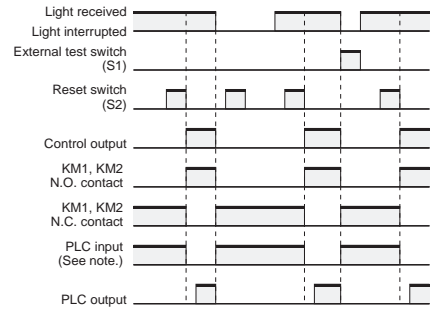 Light received
Light interrupted
External test switch
(S1)
Reset switch
(S2)
Control output
KM1, KM2
N.O. contact
KM1, KM2
N.C. contact
PLC input
(See note.)
PLC output